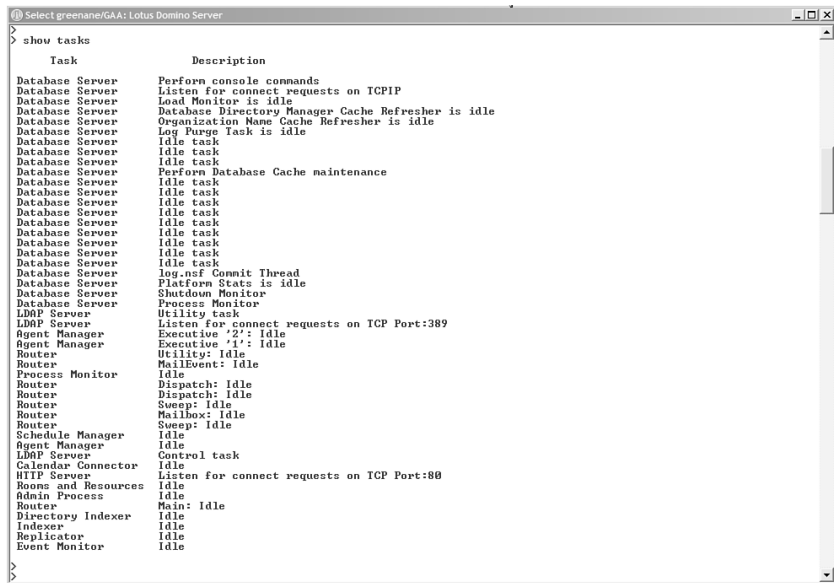 Select greenane/GAA: Lotus Domino Server
>
> show tasks
Task Description
Database Server Perform console commands
Database Server Listen for connect requests on TCPIP
Database Server Load Monitor is idle
Database Server Database Directory Manager Cache Refresher is idle
Database Server Organization Name Cache Refresher is idle
Database Server Log Purge Task is idle
Database Server Idle task
Database Server Idle task
Database Server Idle task
Database Server Perform Database Cache maintenance
Database Server Idle task
Database Server Idle task
Database Server Idle task
Database Server Idle task
Database Server Idle task
Database Server Idle task
Database Server Idle task
Database Server Idle task
Database Server Idle task
Database Server log.nsf Commit Thread
Database Server Platform Stats is idle
Database Server Shutdown Monitor
Database Server Process Monitor
LDAP Server Utility task
LDAP Server Listen for connect requests on TCP Port:389
Agent Manager Executive '2': Idle
Agent Manager Executive '1': Idle
Router Utility: Idle
Router MailEvent: Idle
Process Monitor Idle
Router Dispatch: Idle
Router Dispatch: Idle
Router Sweep: Idle
Router Mailbox: Idle
Router Sweep: Idle
Schedule Manager Idle
Agent Manager Idle
LDAP Server Control task
Calendar Connector Idle
HTTP Server Listen for connect requests on TCP Port:80
Rooms and Resources Idle
Admin Process Idle
Router Main: Idle
Directory Indexer Idle
Indexer Idle
Replicator Idle
Event Monitor Idle
>
>